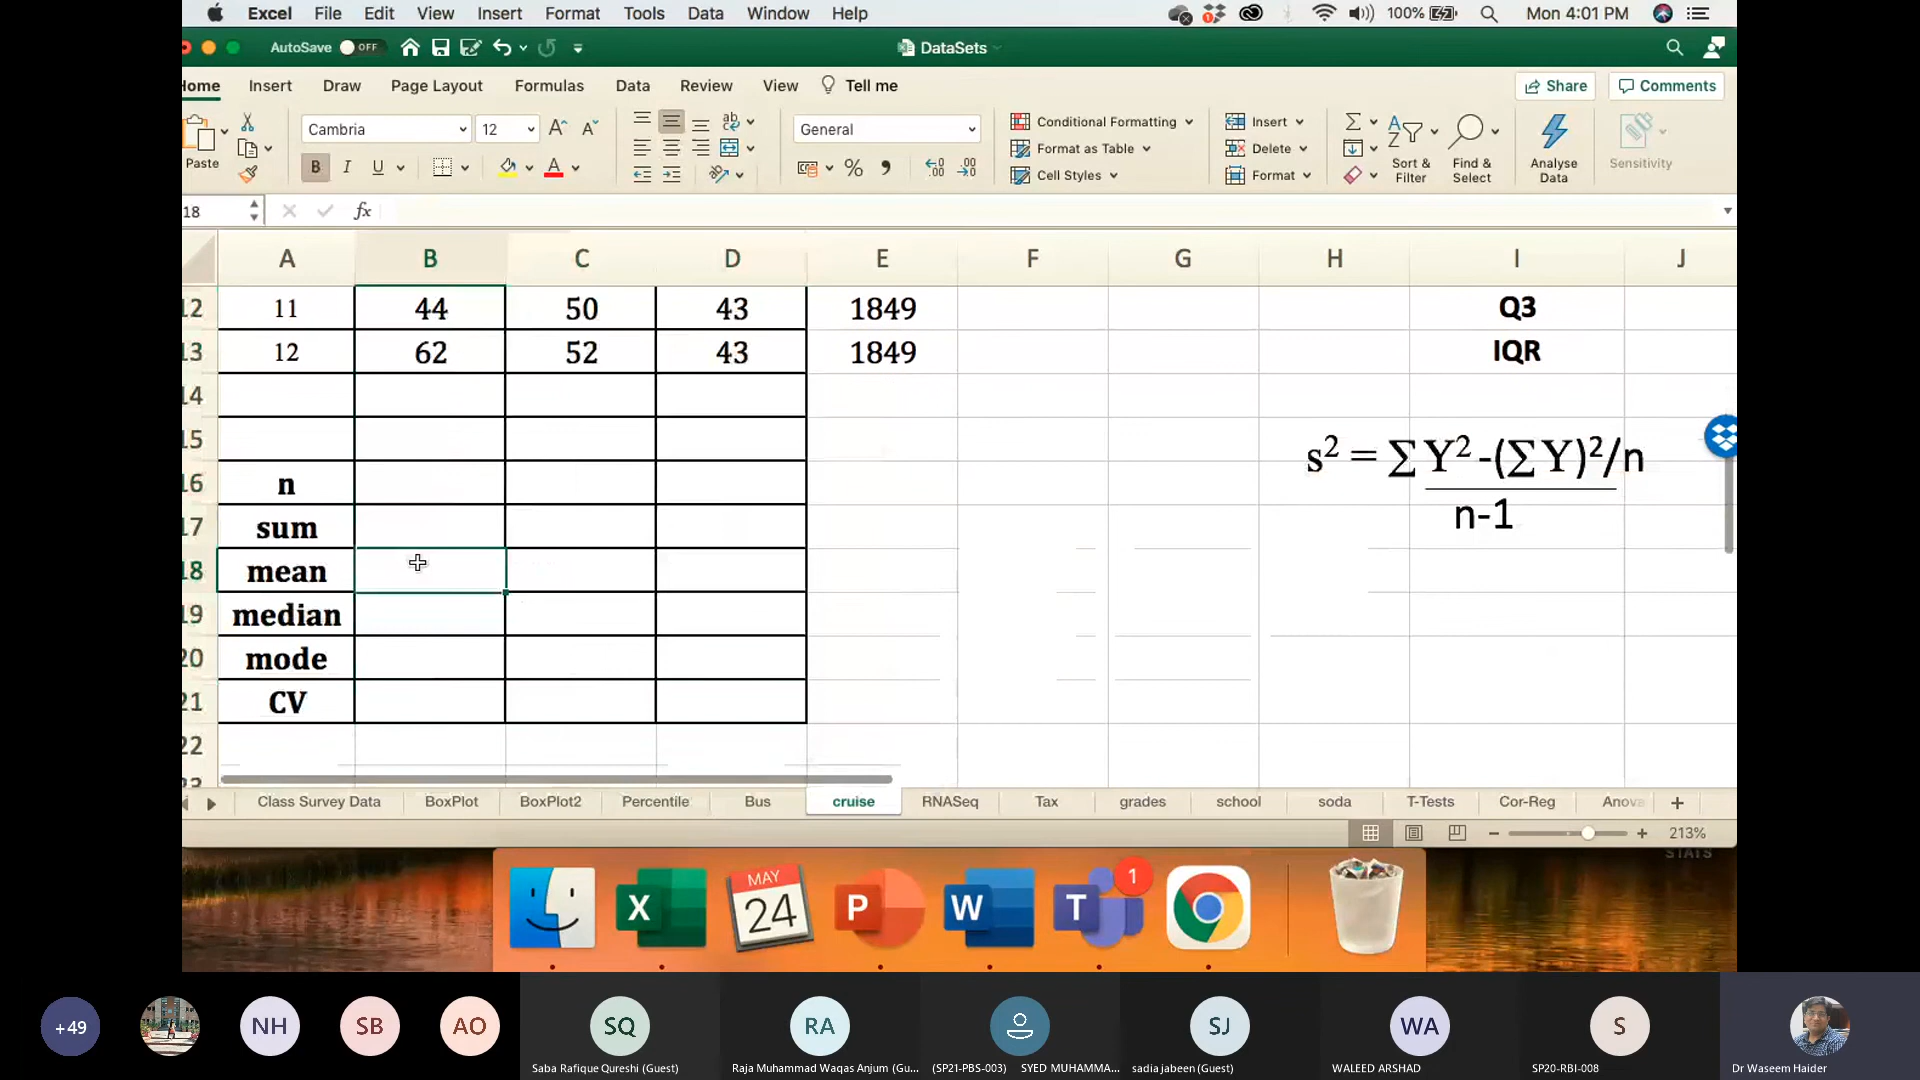 Excel File Edit View Insert Format Tools Data Window Help 100% Mon 4:01 PM
AutoSave OFF DataSets
Home Insert Draw Page Layout Formulas Data Review View Tell me Share Comments
Paste Cambria 12 General Conditional Formatting Insert
Format as Table Delete
B I U Cell Styles Format Sort & Filter Find & Select Analyse Data Sensitivity
18 fx
A B C D E F G H I J
12 11 44 50 43 1849 Q3
13 12 62 52 43 1849 IQR
14
15
s² = ∑Y² -(∑Y)²/n
n-1
16 n
17 sum
18 mean
19 median
20 mode
21 CV
22
Class Survey Data BoxPlot BoxPlot2 Percentile Bus cruise RNASeq Tax grades school soda T-Tests Cor-Reg Anova
213%
STATS
X MAY 24 P W T 1
+49 NH SB AO SQ RA SJ WA S
Saba Rafique Qureshi (Guest) Raja Muhammad Waqas Anjum (Gu... (SP21-PBS-003) SYED MUHAMMA... sadia jabeen (Guest) WALEED ARSHAD SP20-RBI-008 Dr Waseem Haider